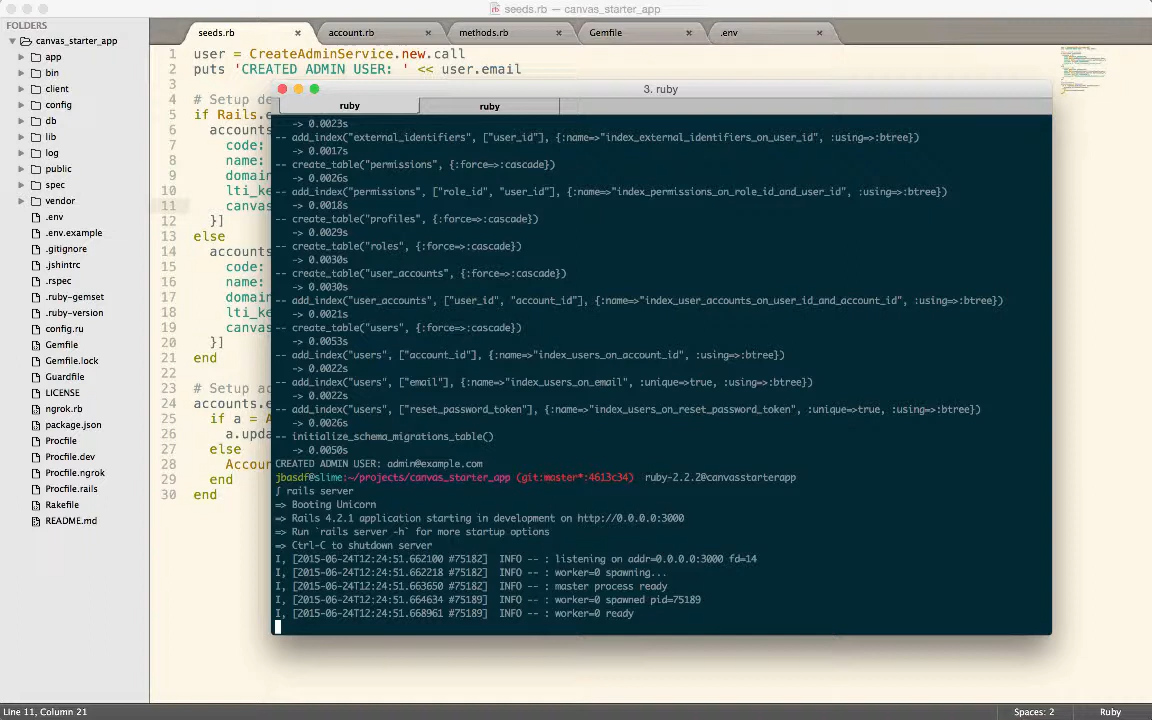 seeds.rb — canvas_starter_app
FOLDERS
canvas_starter_app
app
bin
client
config
db
lib
log
public
spec
vendor
.env
.env.example
.gitignore
.jshintrc
.rspec
.ruby-gemset
.ruby-version
config.ru
Gemfile
Gemfile.lock
Guardfile
LICENSE
ngrok.rb
package.json
Procfile
Procfile.dev
Procfile.ngrok
Procfile.rails
Rakefile
README.md
seeds.rb × account.rb × methods.rb × Gemfile × .env ×
1 user = CreateAdminService.new.call
2 puts 'CREATED ADMIN USER: ' << user.email
3
4 # Setup de
5 if Rails.e
6 accounts
7 code:
8 name:
9 domai
10 lti_ke
11 canvas
12 }]
13 else
14 accounts
15 code:
16 name:
17 domai
18 lti_ke
19 canvas
20 }]
21 end
22
23 # Setup ac
24 accounts.e
25 if a = A
26 a.upda
27 else
28 Accou
29 end
30 end
3. ruby
ruby ruby
-> 0.0023s
-- add_index("external_identifiers", ["user_id"], {:name=>"index_external_identifiers_on_user_id", :using=>:btree})
-> 0.0017s
-- create_table("permissions", {:force=>:cascade})
-> 0.0026s
-- add_index("permissions", ["role_id", "user_id"], {:name=>"index_permissions_on_role_id_and_user_id", :using=>:btree})
-> 0.0018s
-- create_table("profiles", {:force=>:cascade})
-> 0.0029s
-- create_table("roles", {:force=>:cascade})
-> 0.0030s
-- create_table("user_accounts", {:force=>:cascade})
-> 0.0030s
-- add_index("user_accounts", ["user_id", "account_id"], {:name=>"index_user_accounts_on_user_id_and_account_id", :using=>:btree})
-> 0.0021s
-- create_table("users", {:force=>:cascade})
-> 0.0053s
-- add_index("users", ["account_id"], {:name=>"index_users_on_account_id", :using=>:btree})
-> 0.0022s
-- add_index("users", ["email"], {:name=>"index_users_on_email", :unique=>true, :using=>:btree})
-> 0.0022s
-- add_index("users", ["reset_password_token"], {:name=>"index_users_on_reset_password_token", :unique=>true, :using=>:btree})
-> 0.0026s
-- initialize_schema_migrations_table()
-> 0.0050s
CREATED ADMIN USER: admin@example.com
jbasdf@slime:~/projects/canvas_starter_app (git:master*:4613c34) ruby-2.2.2@canvasstarterapp
∫ rails server
=> Booting Unicorn
=> Rails 4.2.1 application starting in development on http://0.0.0.0:3000
=> Run `rails server -h` for more startup options
=> Ctrl-C to shutdown server
I, [2015-06-24T12:24:51.662100 #75182] INFO -- : listening on addr=0.0.0.0:3000 fd=14
I, [2015-06-24T12:24:51.662218 #75182] INFO -- : worker=0 spawning...
I, [2015-06-24T12:24:51.663650 #75182] INFO -- : master process ready
I, [2015-06-24T12:24:51.664634 #75189] INFO -- : worker=0 spawned pid=75189
I, [2015-06-24T12:24:51.668961 #75189] INFO -- : worker=0 ready
Line 11, Column 21
Spaces: 2
Ruby